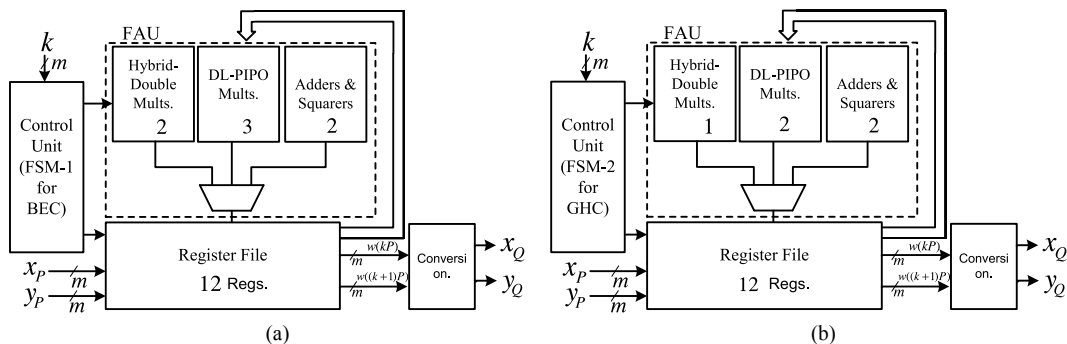 FAU
k
m
Hybrid-
Double
Mults.
2
DL-PIPO
Mults.
3
Adders &
Squarers
2
Control
Unit
(FSM-1
for
BEC)
Register File
12 Regs.
x_P
m
y_P
m
w(kP)
m
w((k+1)P)
m
Conversi
on.
x_Q
y_Q
(a)
FAU
k
m
Hybrid-
Double
Mults.
1
DL-PIPO
Mults.
2
Adders &
Squarers
2
Control
Unit
(FSM-2
for
GHC)
Register File
12 Regs.
x_P
m
y_P
m
w(kP)
m
w((k+1)P)
m
Conversi
on.
x_Q
y_Q
(b)